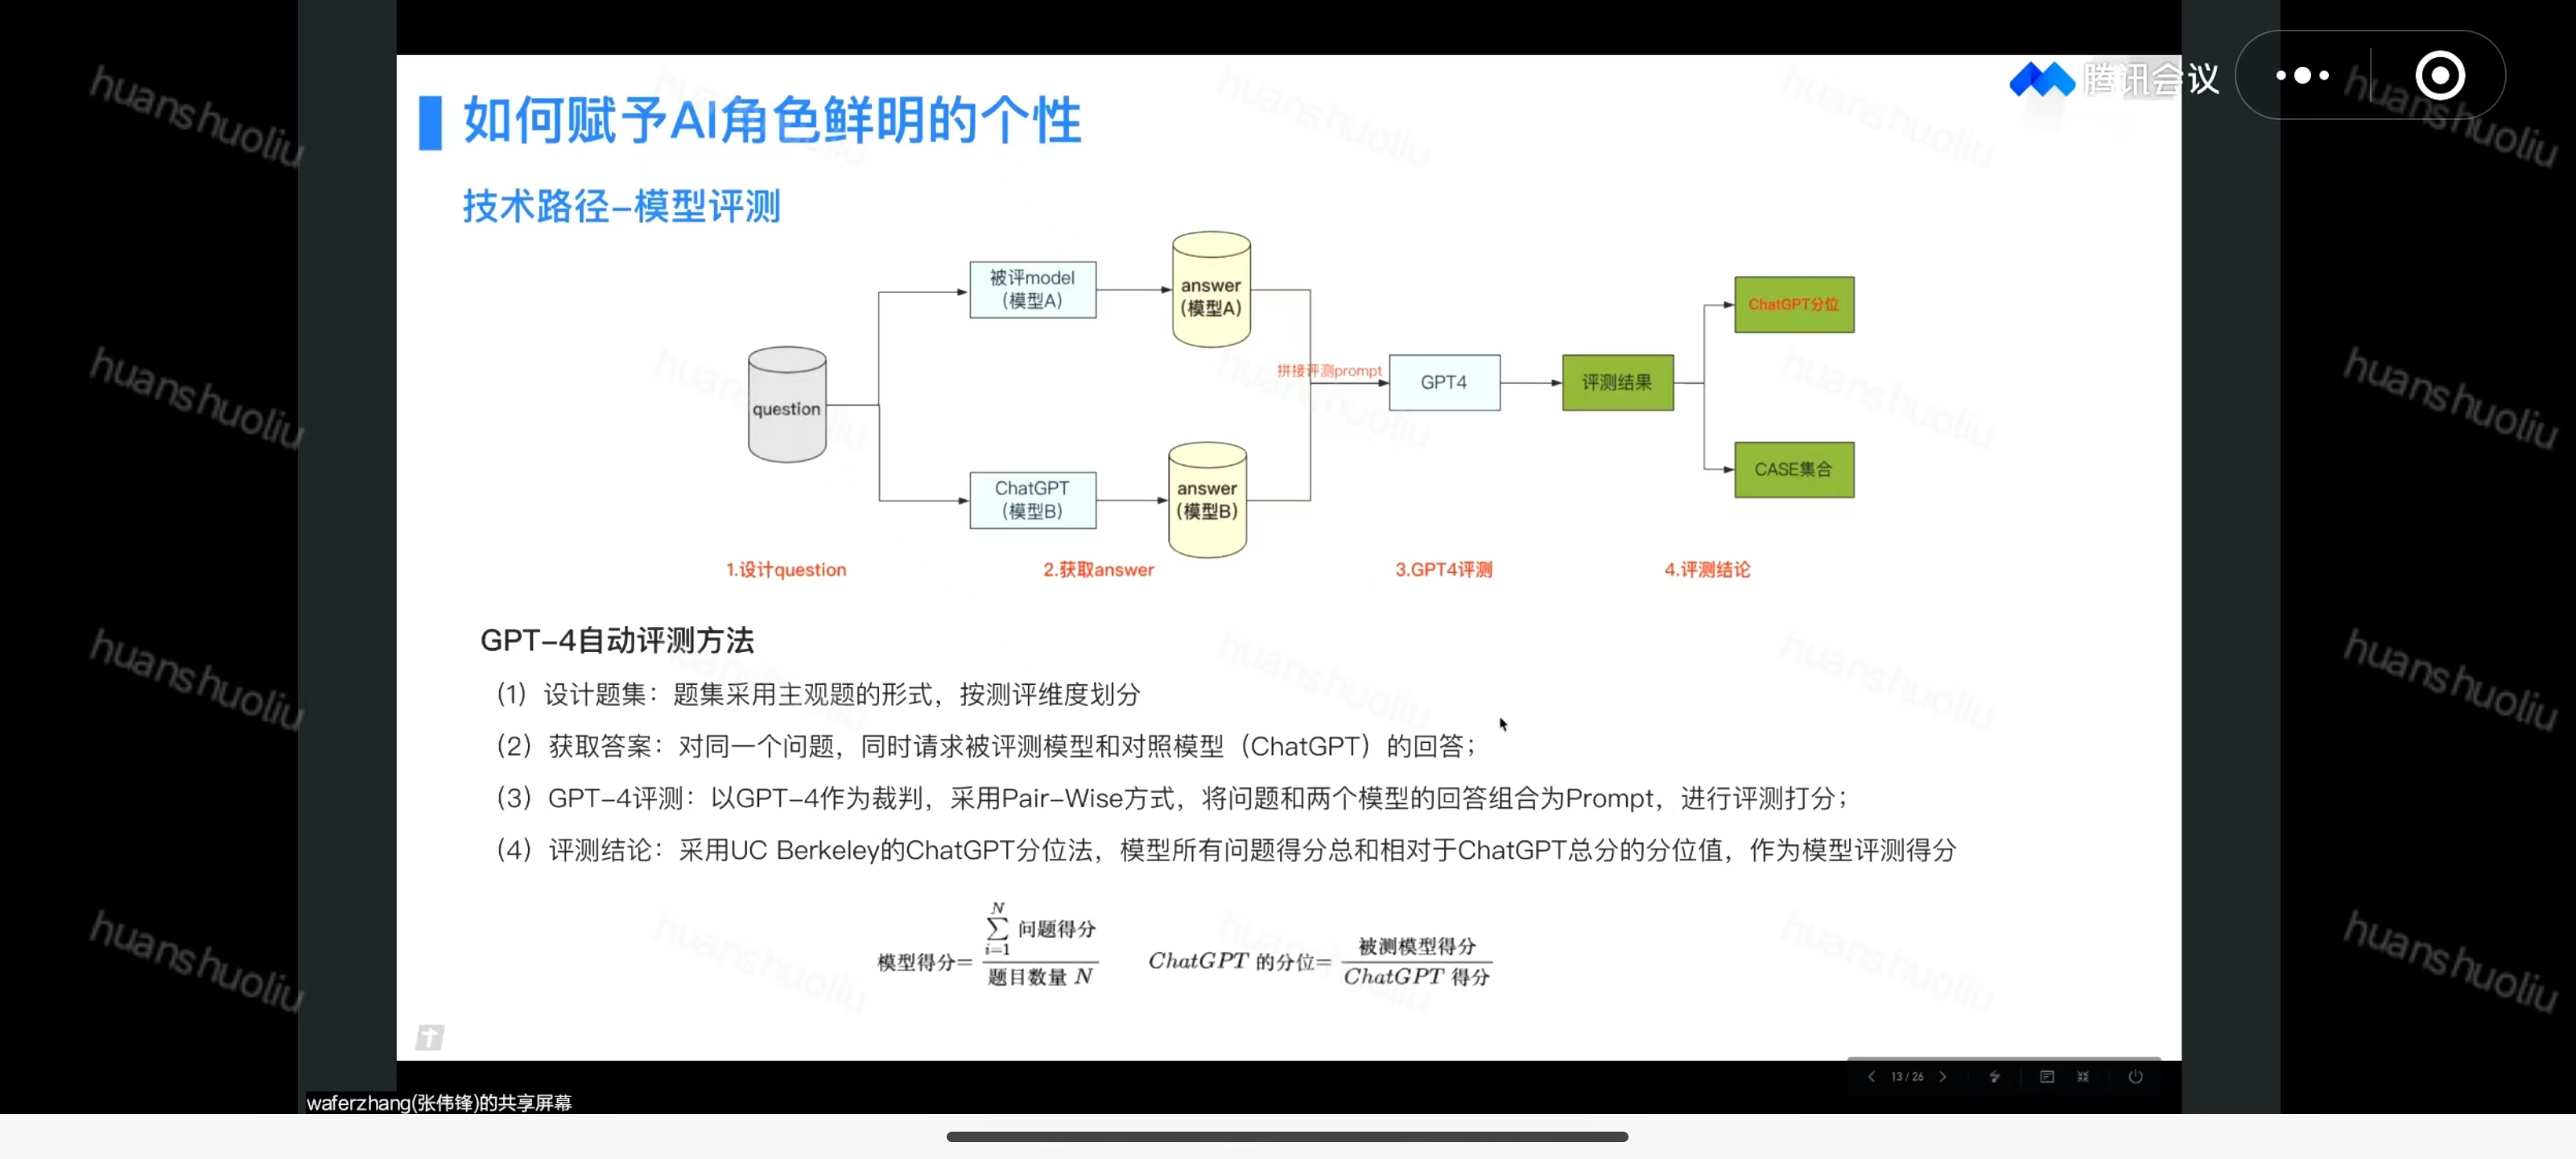 腾讯会议
如何赋予AI角色鲜明的个性
技术路径-模型评测
被评model
(模型A)
answer
(模型A)
ChatGPT分位
拼接评测prompt
GPT4
评测结果
question
CASE集合
ChatGPT
(模型B)
answer
(模型B)
1.设计question
2.获取answer
3.GPT4评测
4.评测结论
GPT-4自动评测方法
（1）设计题集：题集采用主观题的形式，按测评维度划分
（2）获取答案：对同一个问题，同时请求被评测模型和对照模型（ChatGPT）的回答；
（3）GPT-4评测：以GPT-4作为裁判，采用Pair-Wise方式，将问题和两个模型的回答组合为Prompt，进行评测打分；
（4）评测结论：采用UC Berkeley的ChatGPT分位法，模型所有问题得分总和相对于ChatGPT总分的分位值，作为模型评测得分
模型得分= \frac{\sum_{i=1}^{N} 问题得分}{题目数量 N}
ChatGPT 的分位= \frac{被测模型得分}{ChatGPT 得分}
13 / 26
waferzhang(张伟锋)的共享屏幕
huanshuoliu
huanshuoliu
huanshuoliu
huanshuoliu
huanshuoliu
huanshuoliu
huanshuoliu
huanshuoliu